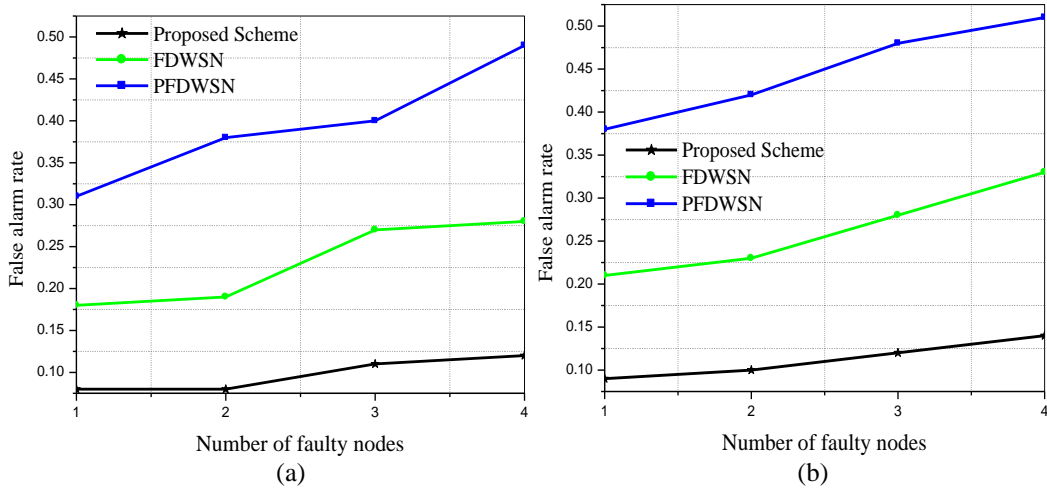 Proposed Scheme
FDWSN
PFDWSN
False alarm rate
0.50
0.45
0.40
0.35
0.30
0.25
0.20
0.15
0.10
1 2 3 4
Number of faulty nodes
(a)
Proposed Scheme
FDWSN
PFDWSN
False alarm rate
0.50
0.45
0.40
0.35
0.30
0.25
0.20
0.15
0.10
1 2 3 4
Number of faulty nodes
(b)